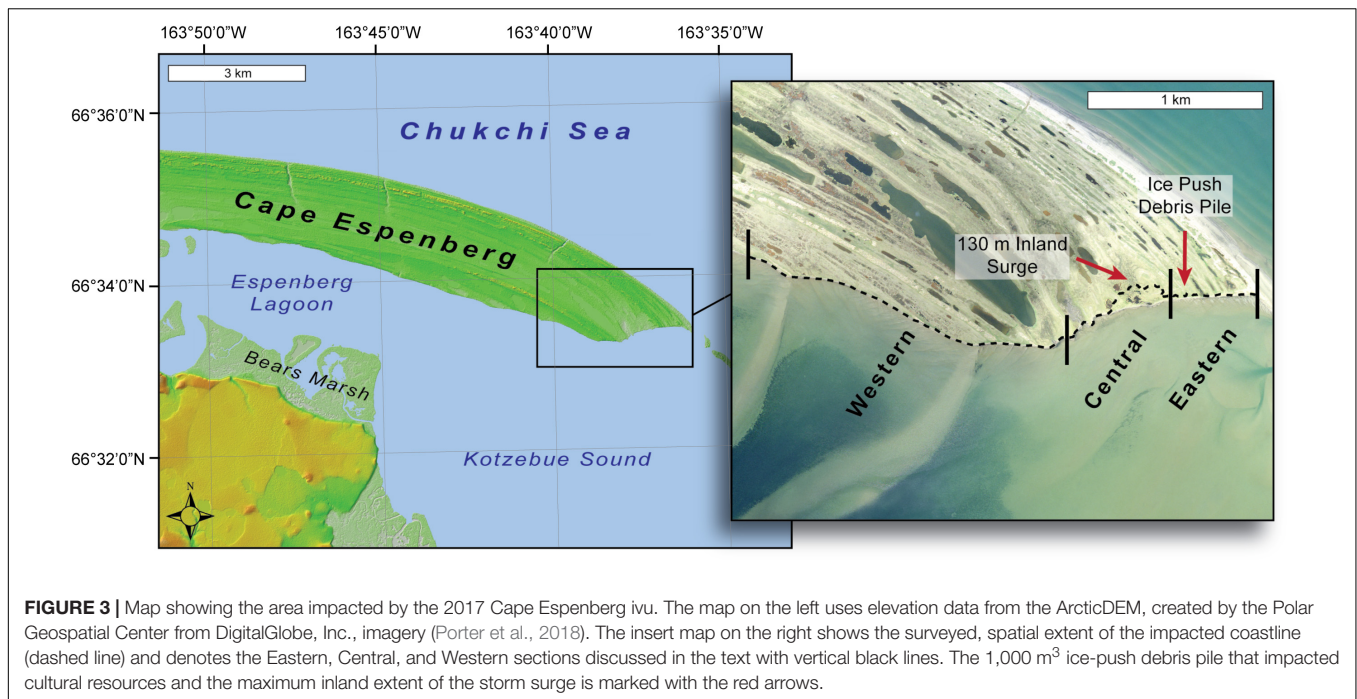 163°50'0"W 163°45'0"W 163°40'0"W 163°35'0"W
3 km
66°36'0"N
Chukchi Sea
Cape Espenberg
66°34'0"N
Espenberg
Lagoon
Bears Marsh
66°32'0"N
Kotzebue Sound
N
1 km
Ice Push
Debris Pile
130 m Inland
Surge
Western
Central
Eastern
FIGURE 3 | Map showing the area impacted by the 2017 Cape Espenberg ivu. The map on the left uses elevation data from the ArcticDEM, created by the Polar
Geospatial Center from DigitalGlobe, Inc., imagery (Porter et al., 2018). The insert map on the right shows the surveyed, spatial extent of the impacted coastline
(dashed line) and denotes the Eastern, Central, and Western sections discussed in the text with vertical black lines. The 1,000 m³ ice-push debris pile that impacted
cultural resources and the maximum inland extent of the storm surge is marked with the red arrows.